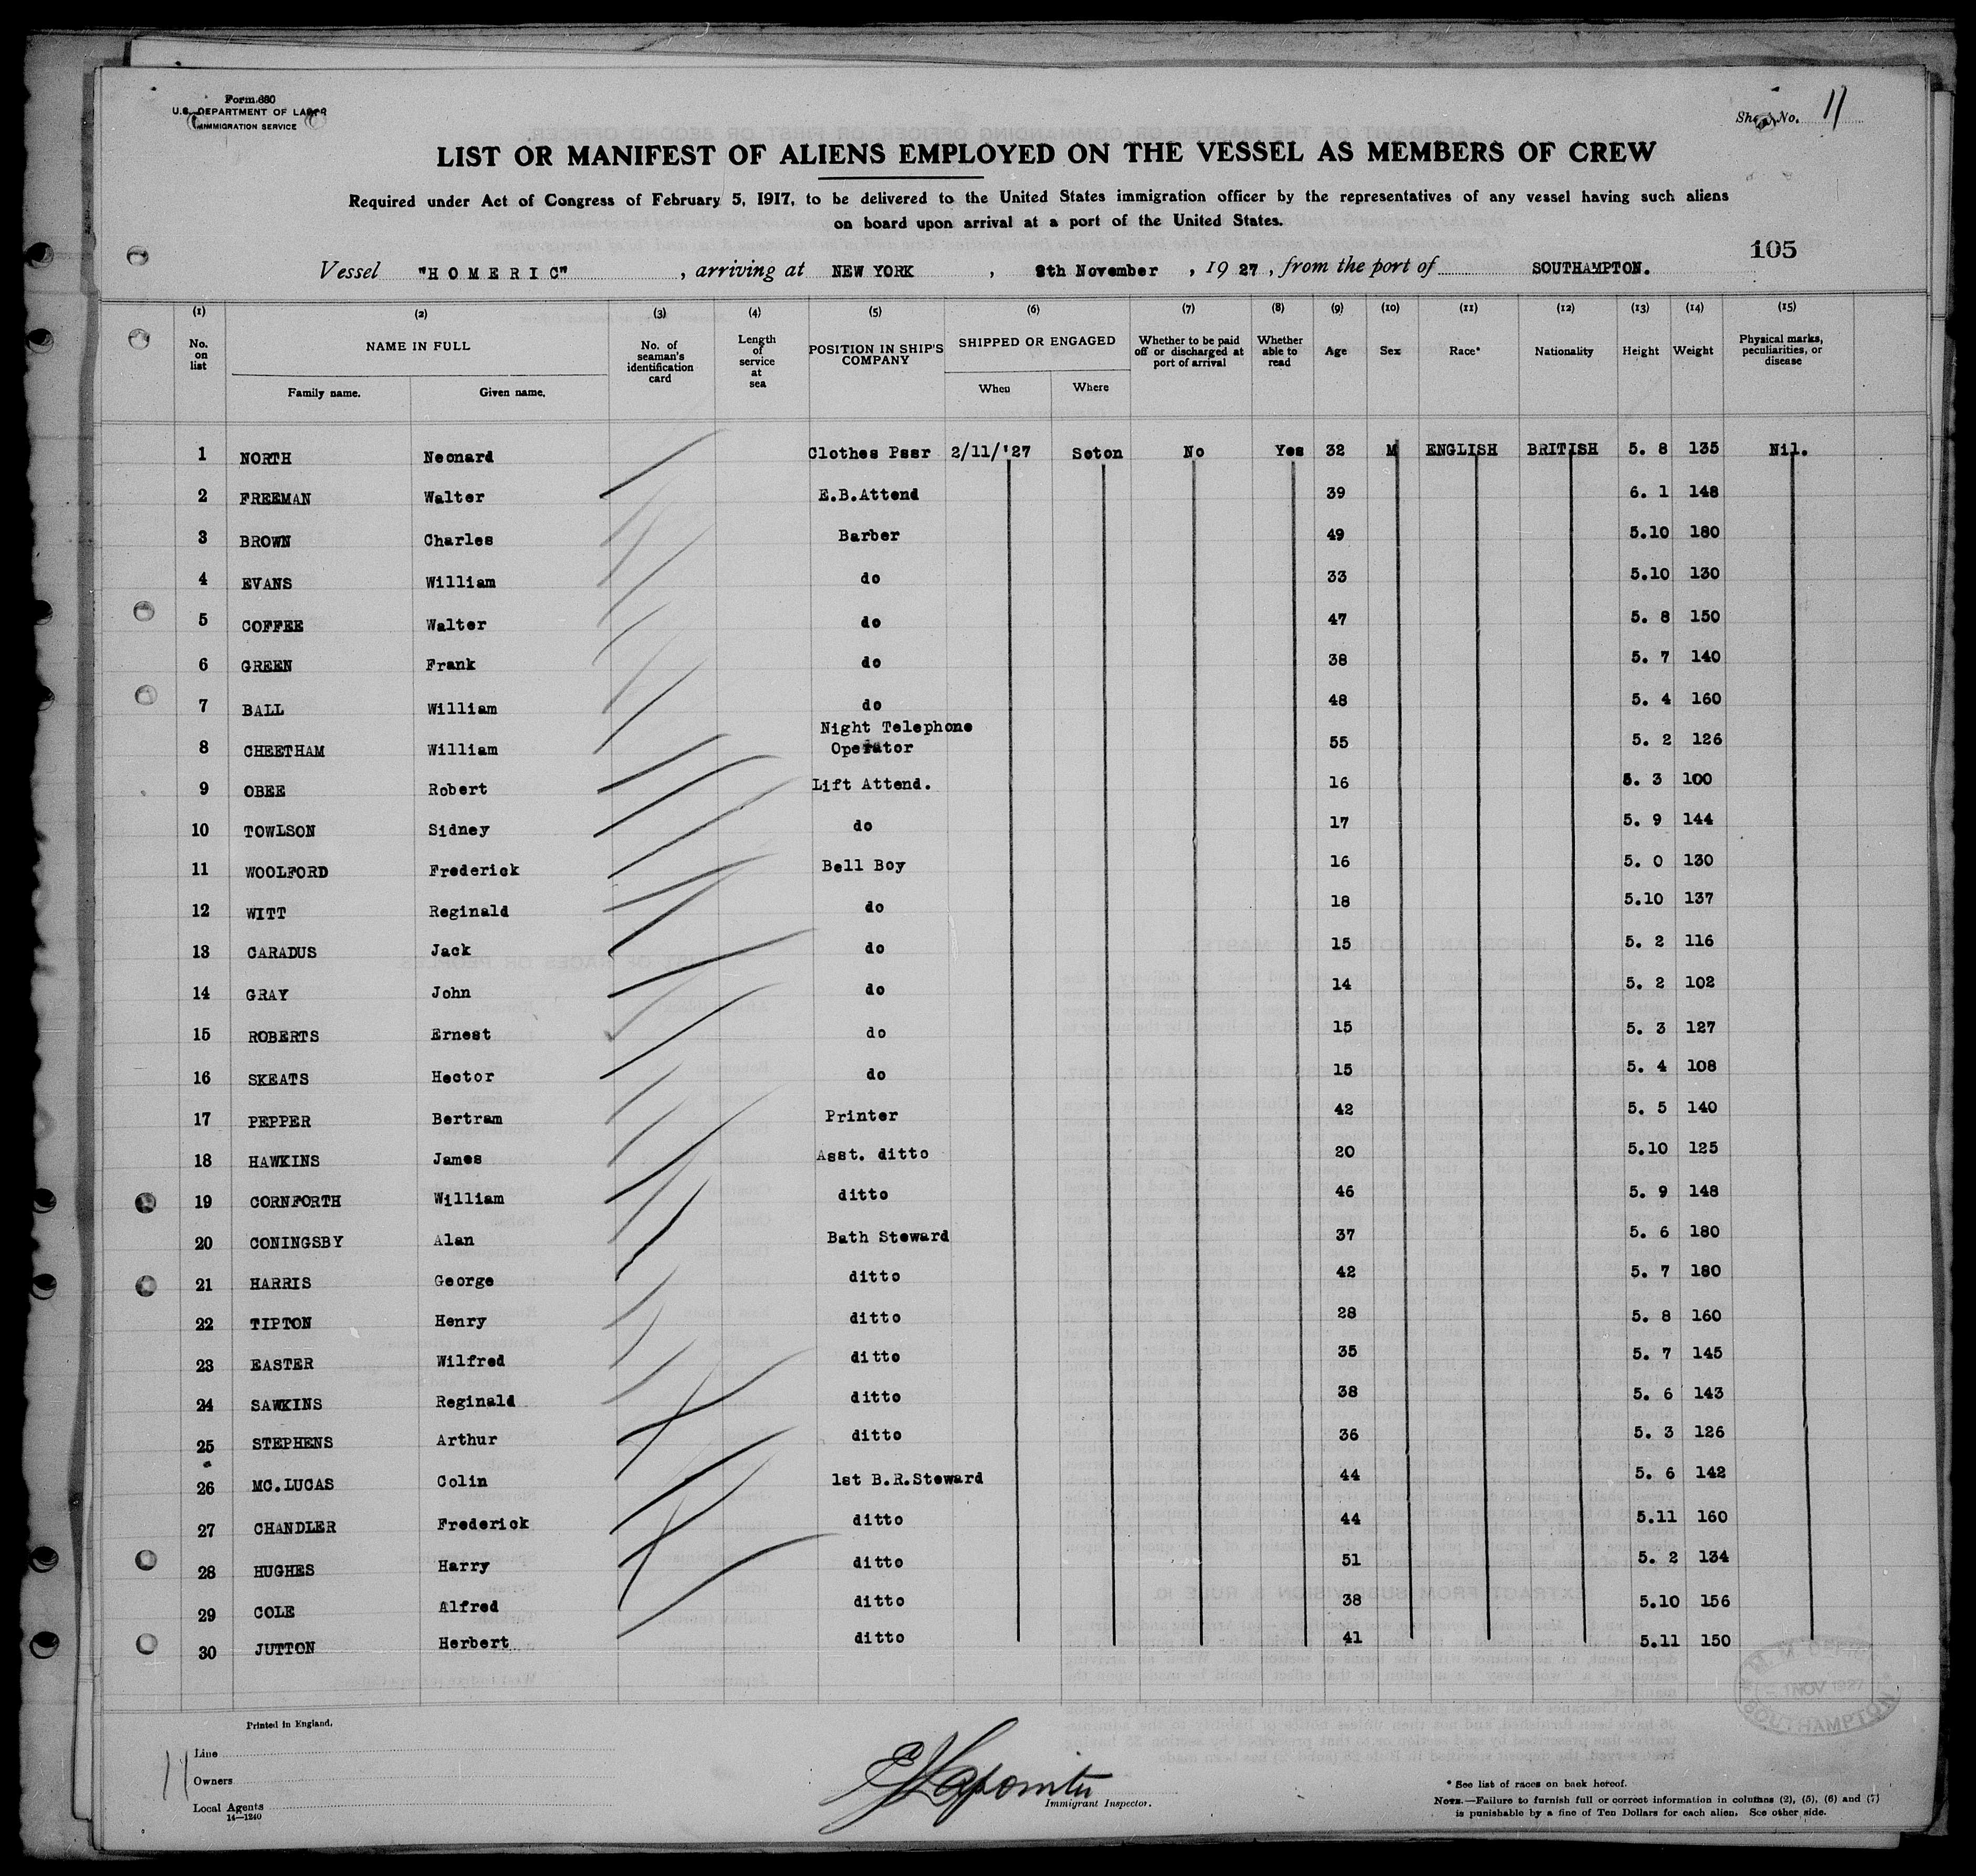 Form 680
U.S. DEPARTMENT OF LABOR
IMMIGRATION SERVICE
Sheet No. 11
LIST OR MANIFEST OF ALIENS EMPLOYED ON THE VESSEL AS MEMBERS OF CREW
Required under Act of Congress of February 5, 1917, to be delivered to the United States immigration officer by the representatives of any vessel having such aliens
on board upon arrival at a port of the United States.
105
Vessel "HOMERIC", arriving at NEW YORK, 8th November, 1927, from the port of SOUTHAMPTON.
(1) (2) (3) (4) (5) (6) (7) (8) (9) (10) (11) (12) (13) (14) (15)
No. on list NAME IN FULL Family name. Given name. No. of seaman's identification card Length of service at sea POSITION IN SHIP'S COMPANY SHIPPED OR ENGAGED When Where Whether to be paid off or discharged at port of arrival Whether able to read Age Sex Race* Nationality Height Weight Physical marks, peculiarities, or disease
1 NORTH Neonard Clothes Pssr 2/11/'27 Soton No Yes 32 M ENGLISH BRITISH 5. 8 135 Nil.
2 FREEMAN Walter E.B.Attend 39 6. 1 148
3 BROWN Charles Barber 49 5.10 180
4 EVANS William do 33 5.10 130
5 COFFEE Walter do 47 5. 8 150
6 GREEN Frank do 38 5. 7 140
7 BALL William do 48 5. 4 160
8 CHEETHAM William Night Telephone Operator 55 5. 2 126
9 OBEE Robert Lift Attend. 16 5. 3 100
10 TOWLSON Sidney do 17 5. 9 144
11 WOOLFORD Frederick Bell Boy 16 5. 0 130
12 WITT Reginald do 18 5.10 137
13 CARADUS Jack do 15 5. 2 116
14 GRAY John do 14 5. 2 102
15 ROBERTS Ernest do 15 5. 3 127
16 SKEATS Hector do 15 5. 4 108
17 PEPPER Bertram Printer 42 5. 5 140
18 HAWKINS James Asst. ditto 20 5.10 125
19 CORNFORTH William ditto 46 5. 9 148
20 CONINGSBY Alan Bath Steward 37 5. 6 180
21 HARRIS George ditto 42 5. 7 180
22 TIPTON Henry ditto 28 5. 8 160
23 EASTER Wilfred ditto 35 5. 7 145
24 SAWKINS Reginald ditto 38 5. 6 143
25 STEPHENS Arthur ditto 36 5. 3 126
26 MC.LUCAS Colin 1st B.R.Steward 44 5. 6 142
27 CHANDLER Frederick ditto 44 5.11 160
28 HUGHES Harry ditto 51 5. 2 134
29 COLE Alfred ditto 38 5.10 156
30 JUTTON Herbert ditto 41 5.11 150
1 NOV 1927
SOUTHAMPTON
Printed in England.
11
Line
Owners
Local Agents
14—1240
Immigrant Inspector.
* See list of races on back hereof.
NOTE.—Failure to furnish full or correct information in columns (2), (5), (6) and (7)
is punishable by a fine of Ten Dollars for each alien. See other side.